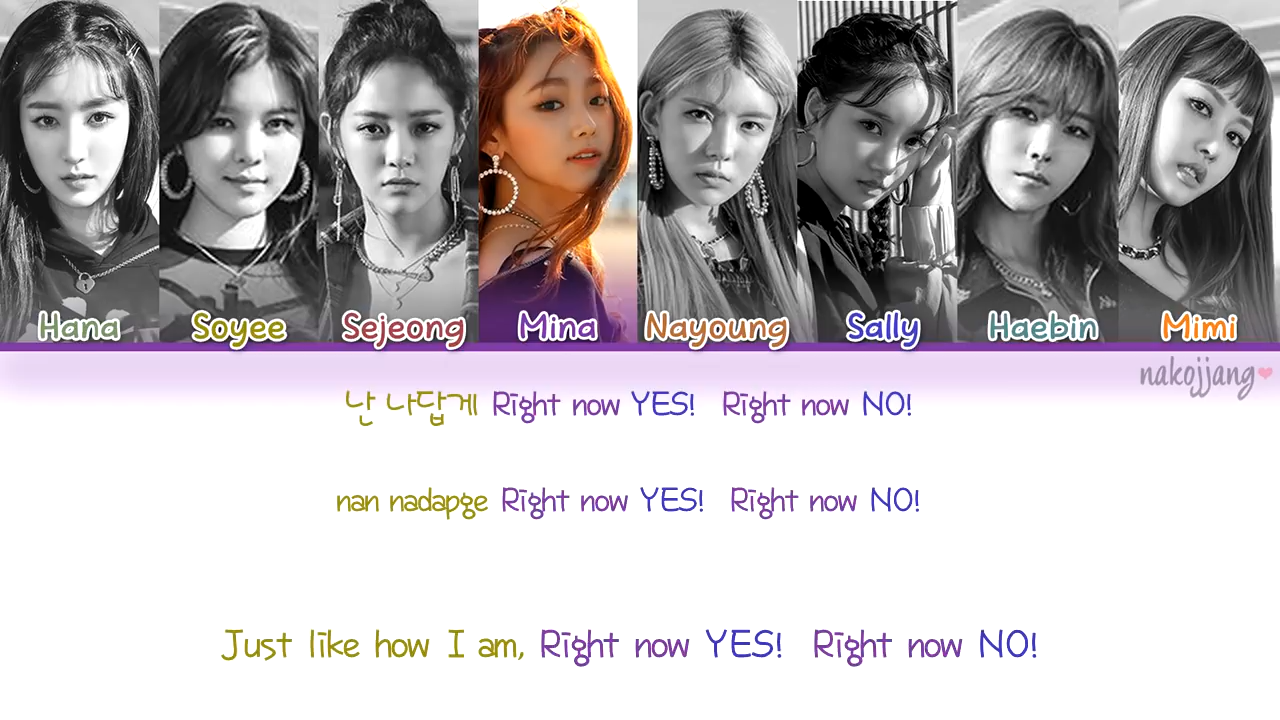 Hana Soyee Sejeong Mina Nayoung Sally Haebin Mimi
nakojjang
난 나답게 Right now YES! Right now NO!
nan nadapge Right now YES! Right now NO!
Just like how I am, Right now YES! Right now NO!